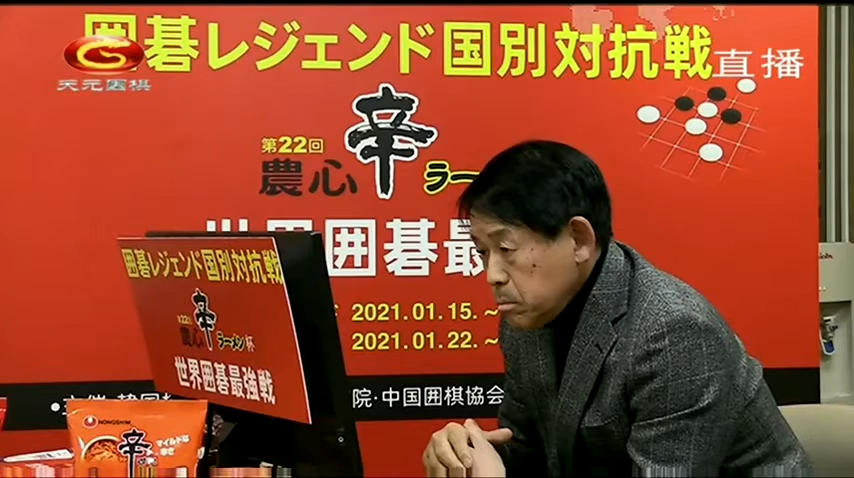 囲碁レジェンド国別対抗戦
直播
天元围棋
第22回
農心
辛
ラー
世界囲碁最
ド 2021.01.15.~
2021.01.22.~
院・中国囲棋協会
囲碁レジェンド国別対抗戦
第22回
農心 辛 ラーメン杯
世界囲碁最強戦
NONGSHIM
辛
マイルドな
辛さ